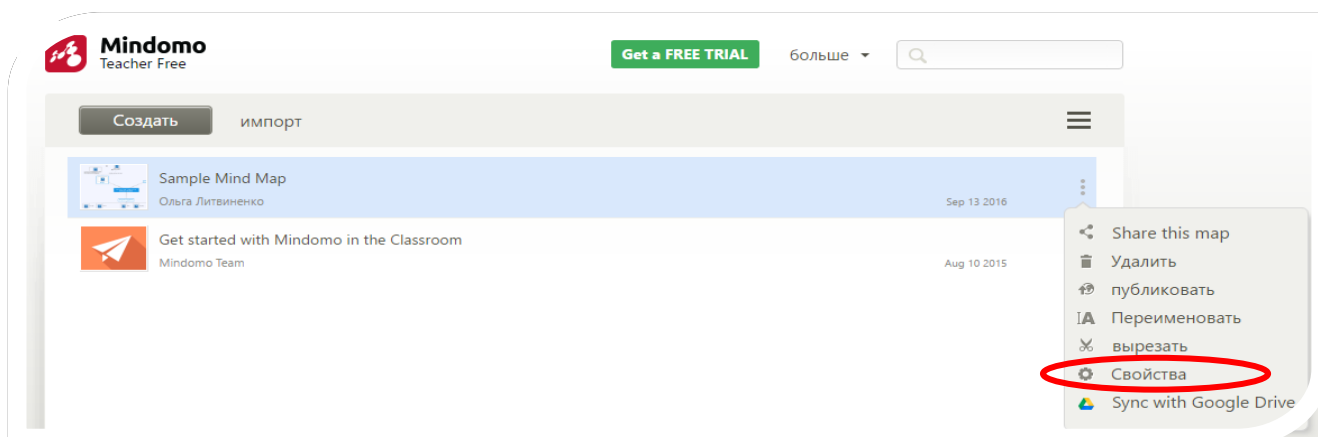 Mindomo
Teacher Free
Get a FREE TRIAL больше
Создать импорт
Sample Mind Map
Ольга Литвиненко Sep 13 2016
Get started with Mindomo in the Classroom
Mindomo Team Aug 10 2015
Share this map
Удалить
публиковать
Переименовать
вырезать
Свойства
Sync with Google Drive